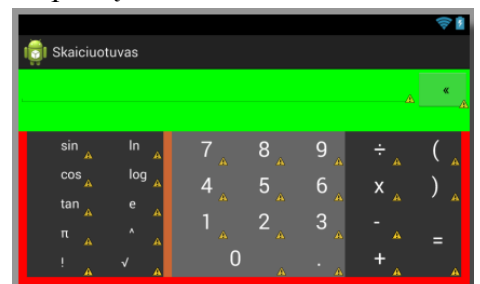 Skaiciuotuvas
«
sin ln 7 8 9 ÷ (
cos log 4 5 6 x )
tan e 1 2 3 -
π ^ =
! √ 0 . +